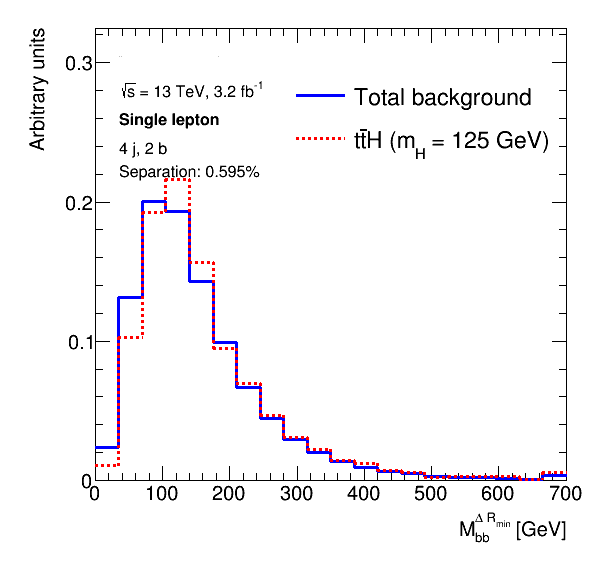 Arbitrary units
0.3
0.2
0.1
0
√s = 13 TeV, 3.2 fb⁻¹
Single lepton
4 j, 2 b
Separation: 0.595%
Total background
tt̄H (m_H = 125 GeV)
0 100 200 300 400 500 600 700
M_bb^ΔR_min [GeV]